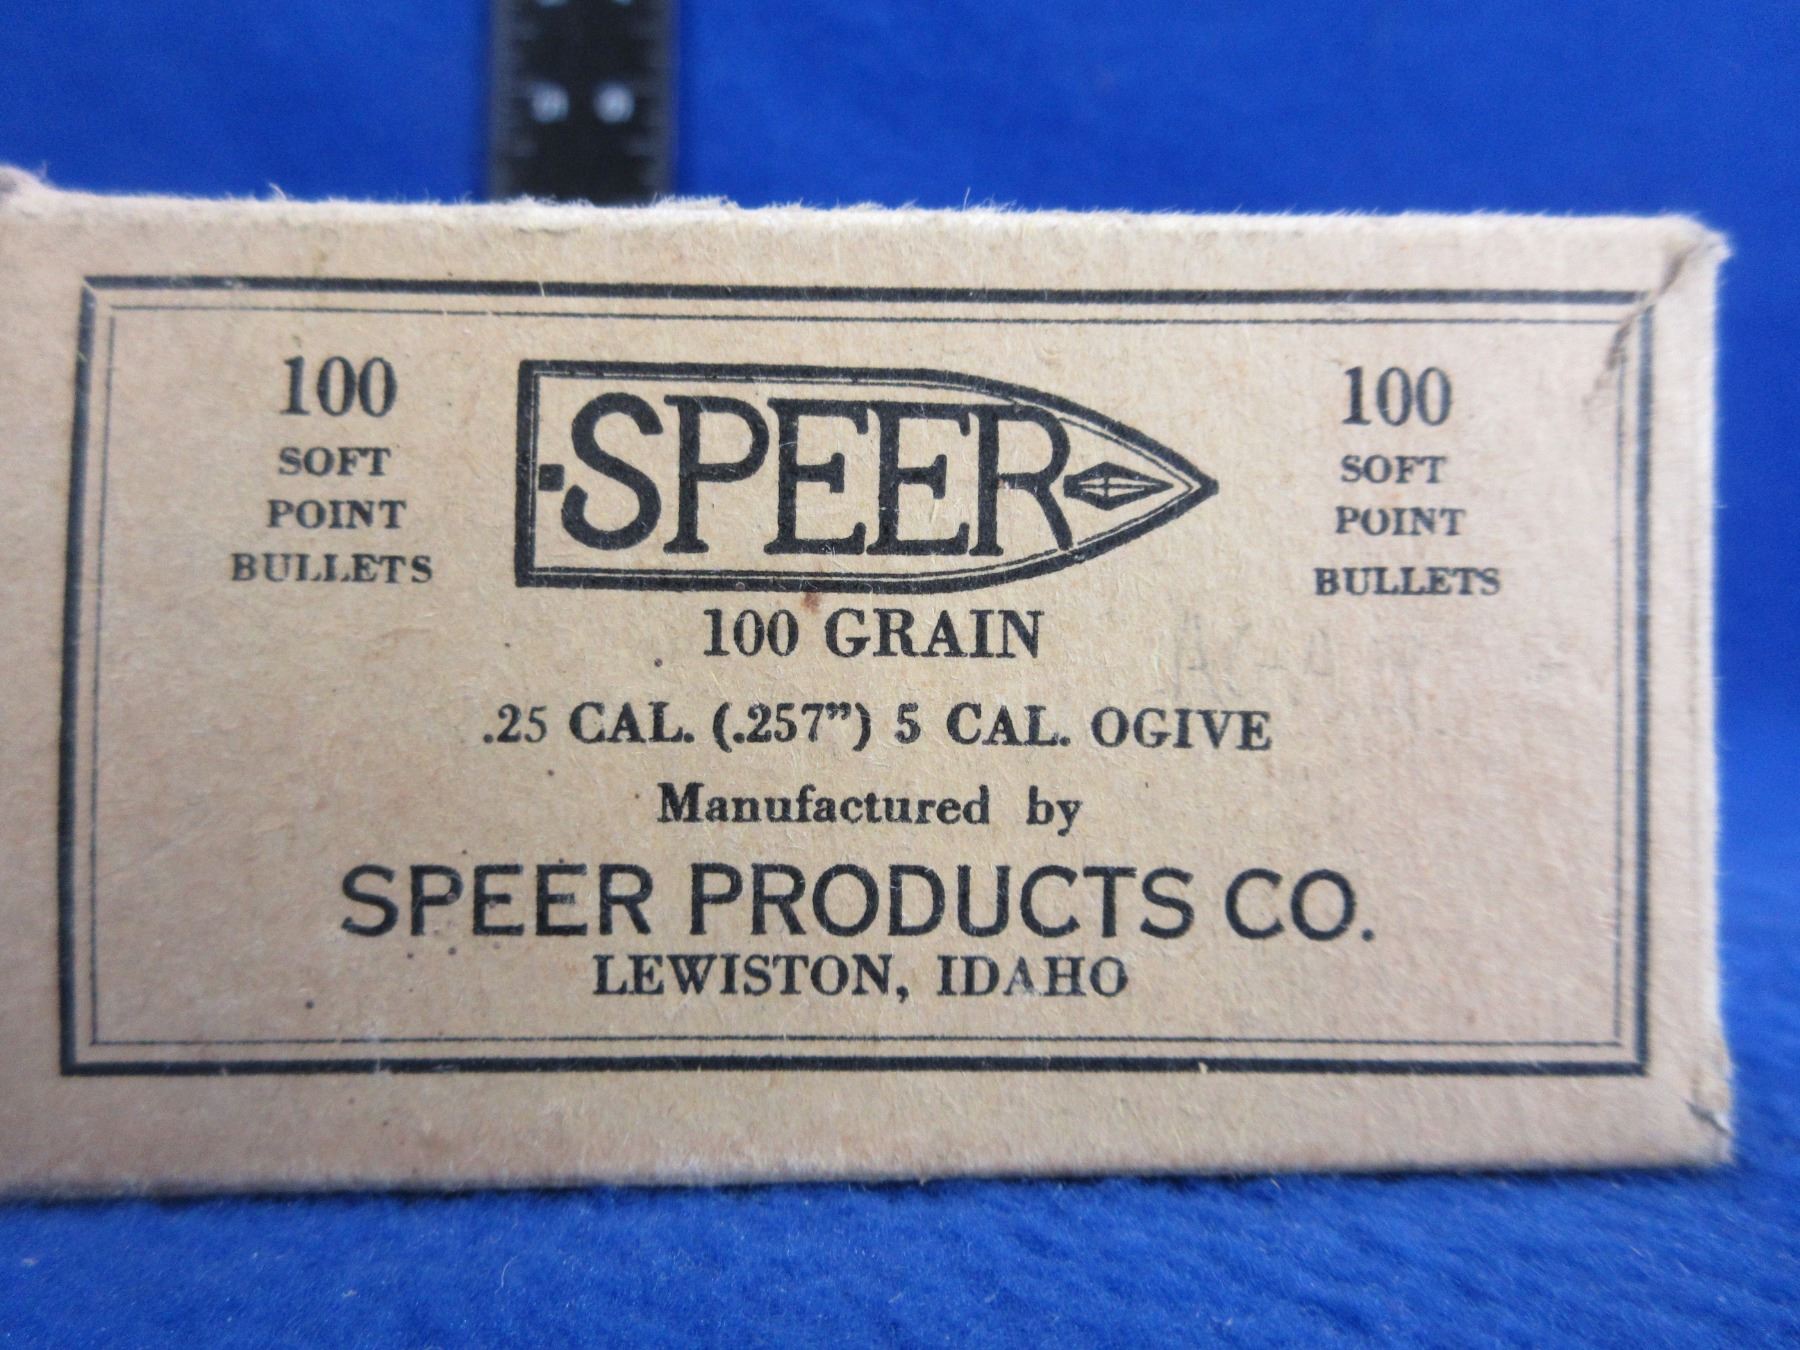 100
SOFT
POINT
BULLETS
SPEER
100
SOFT
POINT
BULLETS
100 GRAIN
.25 CAL. (.257”) 5 CAL. OGIVE
Manufactured by
SPEER PRODUCTS CO.
LEWISTON, IDAHO